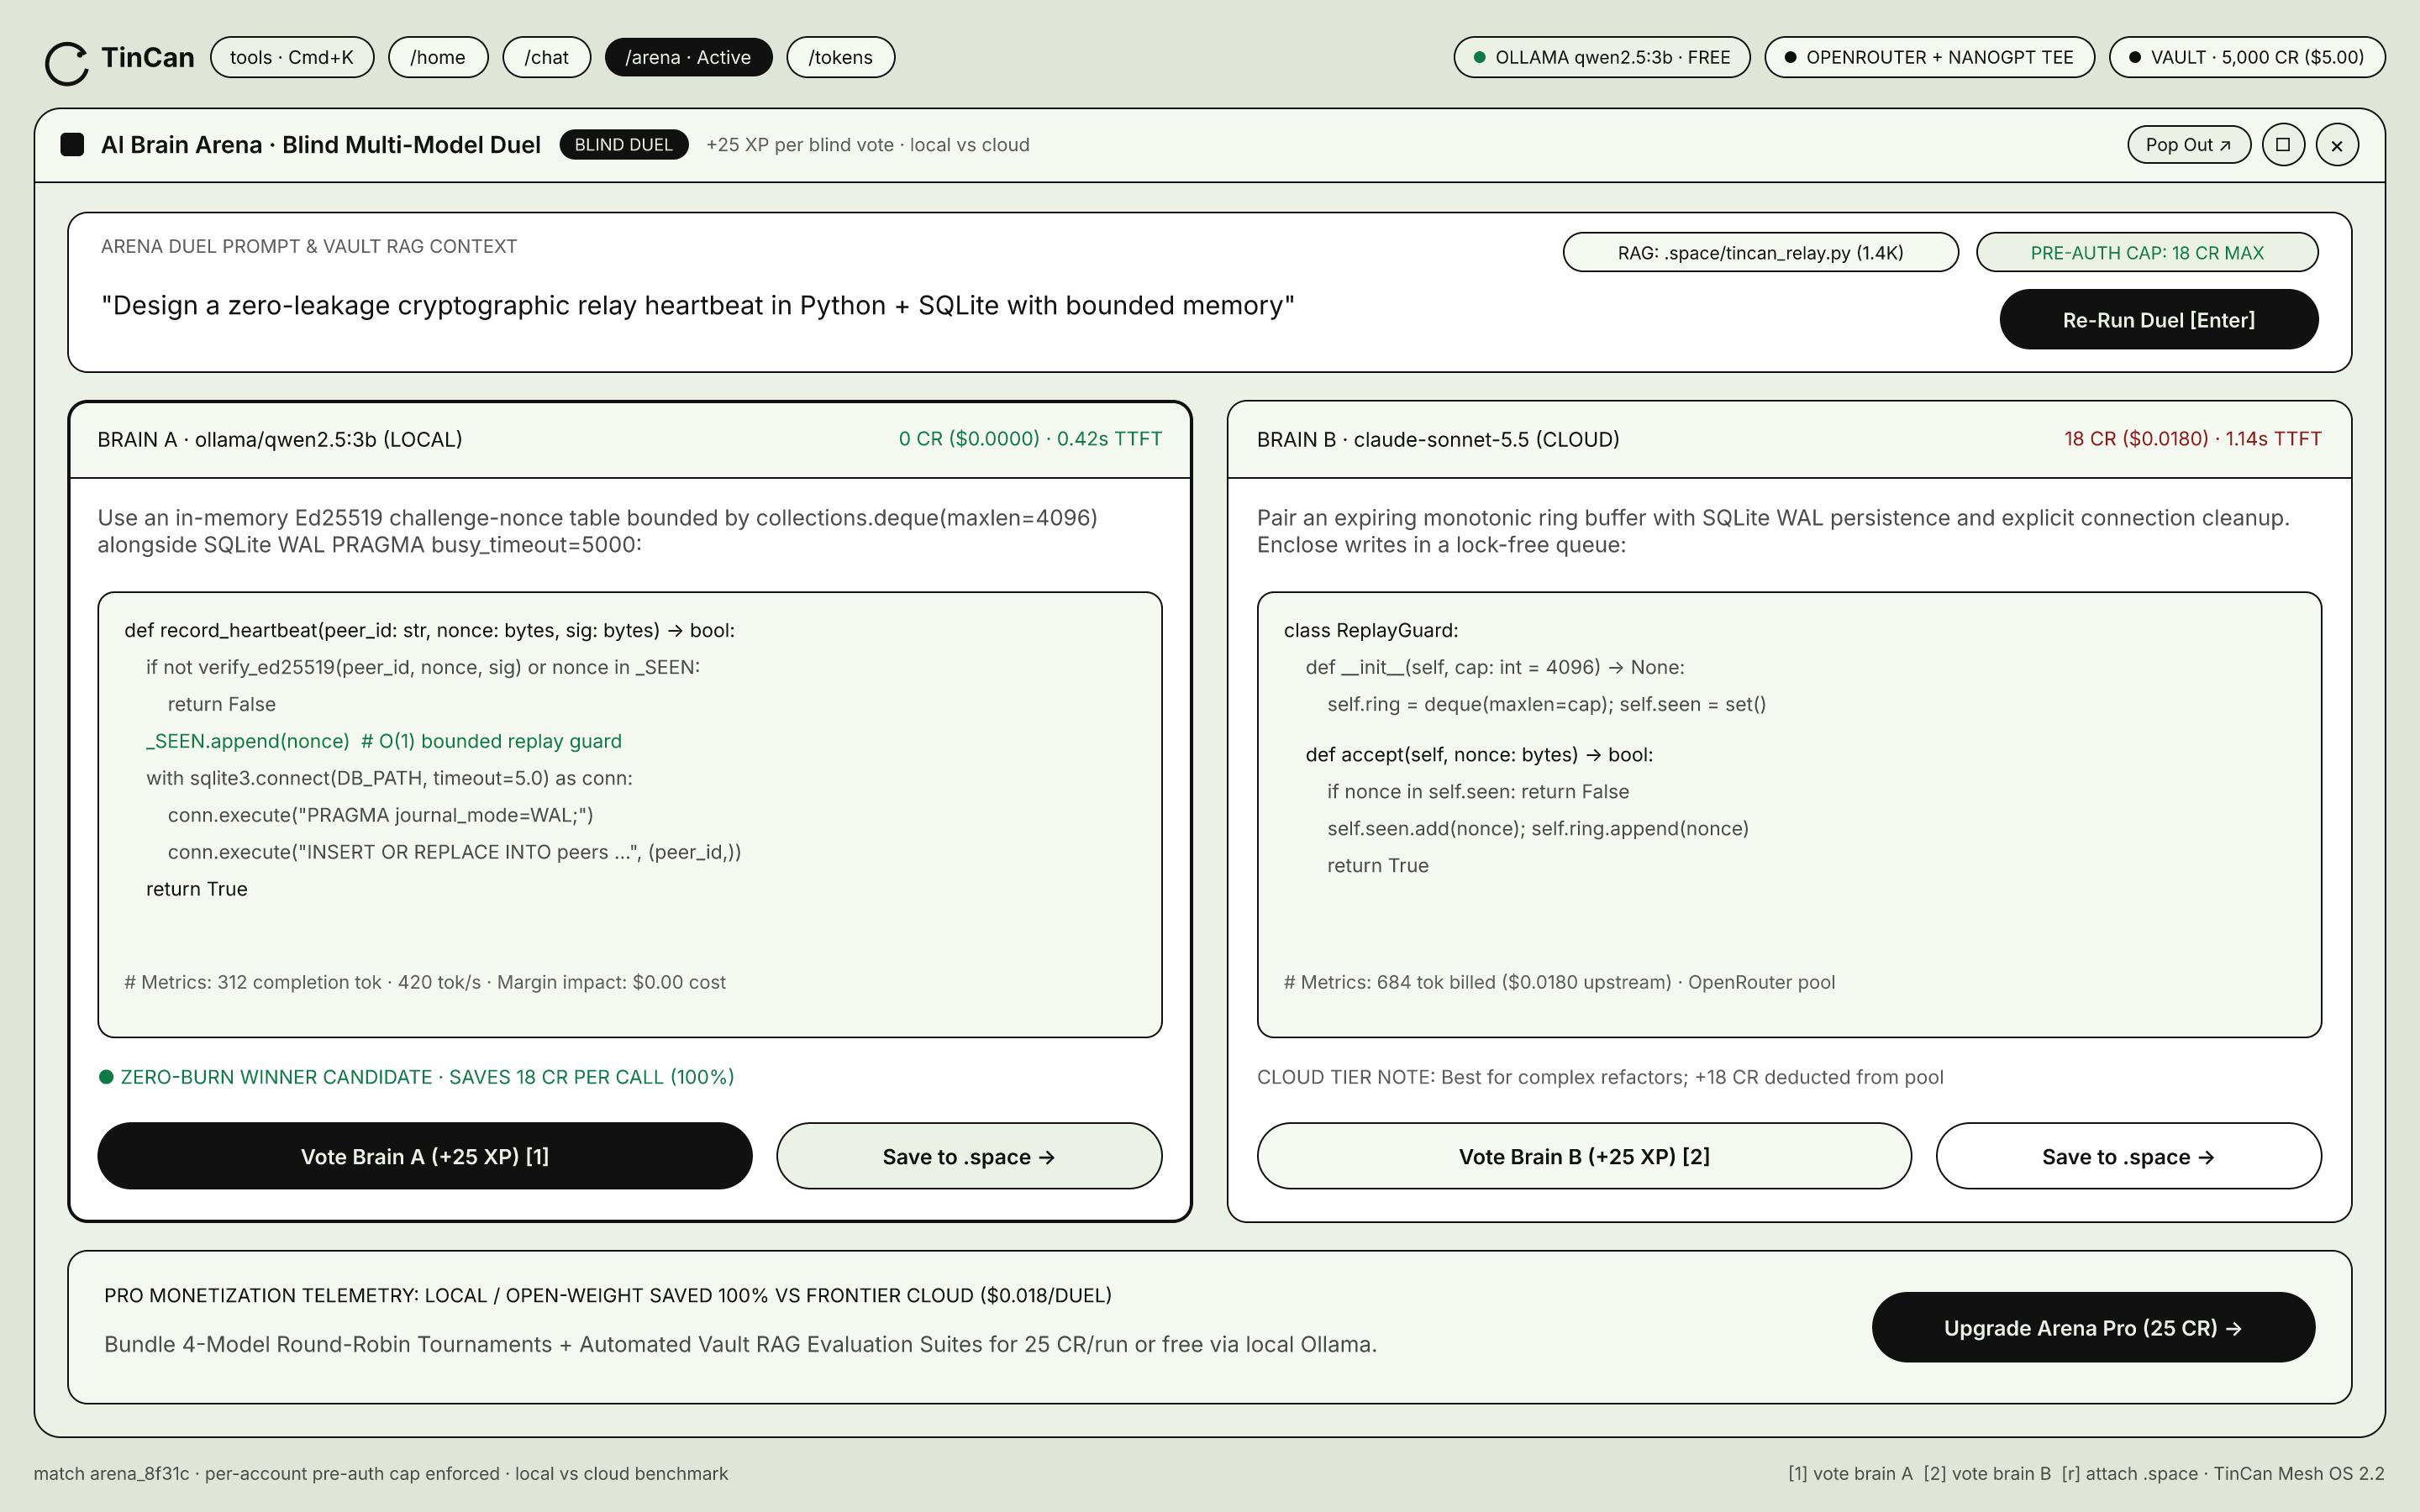 TinCan
tools · Cmd+K
/home
/chat
/arena · Active
/tokens
OLLAMA qwen2.5:3b · FREE
OPENROUTER + NANOGPT TEE
VAULT · 5,000 CR ($5.00)
AI Brain Arena · Blind Multi-Model Duel
BLIND DUEL
+25 XP per blind vote · local vs cloud
Pop Out ↗
ARENA DUEL PROMPT & VAULT RAG CONTEXT
RAG: .space/tincan_relay.py (1.4K)
PRE-AUTH CAP: 18 CR MAX
"Design a zero-leakage cryptographic relay heartbeat in Python + SQLite with bounded memory"
Re-Run Duel [Enter]
BRAIN A · ollama/qwen2.5:3b (LOCAL)
0 CR ($0.0000) · 0.42s TTFT
Use an in-memory Ed25519 challenge-nonce table bounded by collections.deque(maxlen=4096)
alongside SQLite WAL PRAGMA busy_timeout=5000:
def record_heartbeat(peer_id: str, nonce: bytes, sig: bytes) → bool:
if not verify_ed25519(peer_id, nonce, sig) or nonce in _SEEN:
return False
_SEEN.append(nonce)  # O(1) bounded replay guard
with sqlite3.connect(DB_PATH, timeout=5.0) as conn:
conn.execute("PRAGMA journal_mode=WAL;")
conn.execute("INSERT OR REPLACE INTO peers ...", (peer_id,))
return True
# Metrics: 312 completion tok · 420 tok/s · Margin impact: $0.00 cost
ZERO-BURN WINNER CANDIDATE · SAVES 18 CR PER CALL (100%)
Vote Brain A (+25 XP) [1]
Save to .space →
BRAIN B · claude-sonnet-5.5 (CLOUD)
18 CR ($0.0180) · 1.14s TTFT
Pair an expiring monotonic ring buffer with SQLite WAL persistence and explicit connection cleanup.
Enclose writes in a lock-free queue:
class ReplayGuard:
def __init__(self, cap: int = 4096) → None:
self.ring = deque(maxlen=cap); self.seen = set()
def accept(self, nonce: bytes) → bool:
if nonce in self.seen: return False
self.seen.add(nonce); self.ring.append(nonce)
return True
# Metrics: 684 tok billed ($0.0180 upstream) · OpenRouter pool
CLOUD TIER NOTE: Best for complex refactors; +18 CR deducted from pool
Vote Brain B (+25 XP) [2]
Save to .space →
PRO MONETIZATION TELEMETRY: LOCAL / OPEN-WEIGHT SAVED 100% VS FRONTIER CLOUD ($0.018/DUEL)
Bundle 4-Model Round-Robin Tournaments + Automated Vault RAG Evaluation Suites for 25 CR/run or free via local Ollama.
Upgrade Arena Pro (25 CR) →
match arena_8f31c · per-account pre-auth cap enforced · local vs cloud benchmark
[1] vote brain A  [2] vote brain B  [r] attach .space · TinCan Mesh OS 2.2